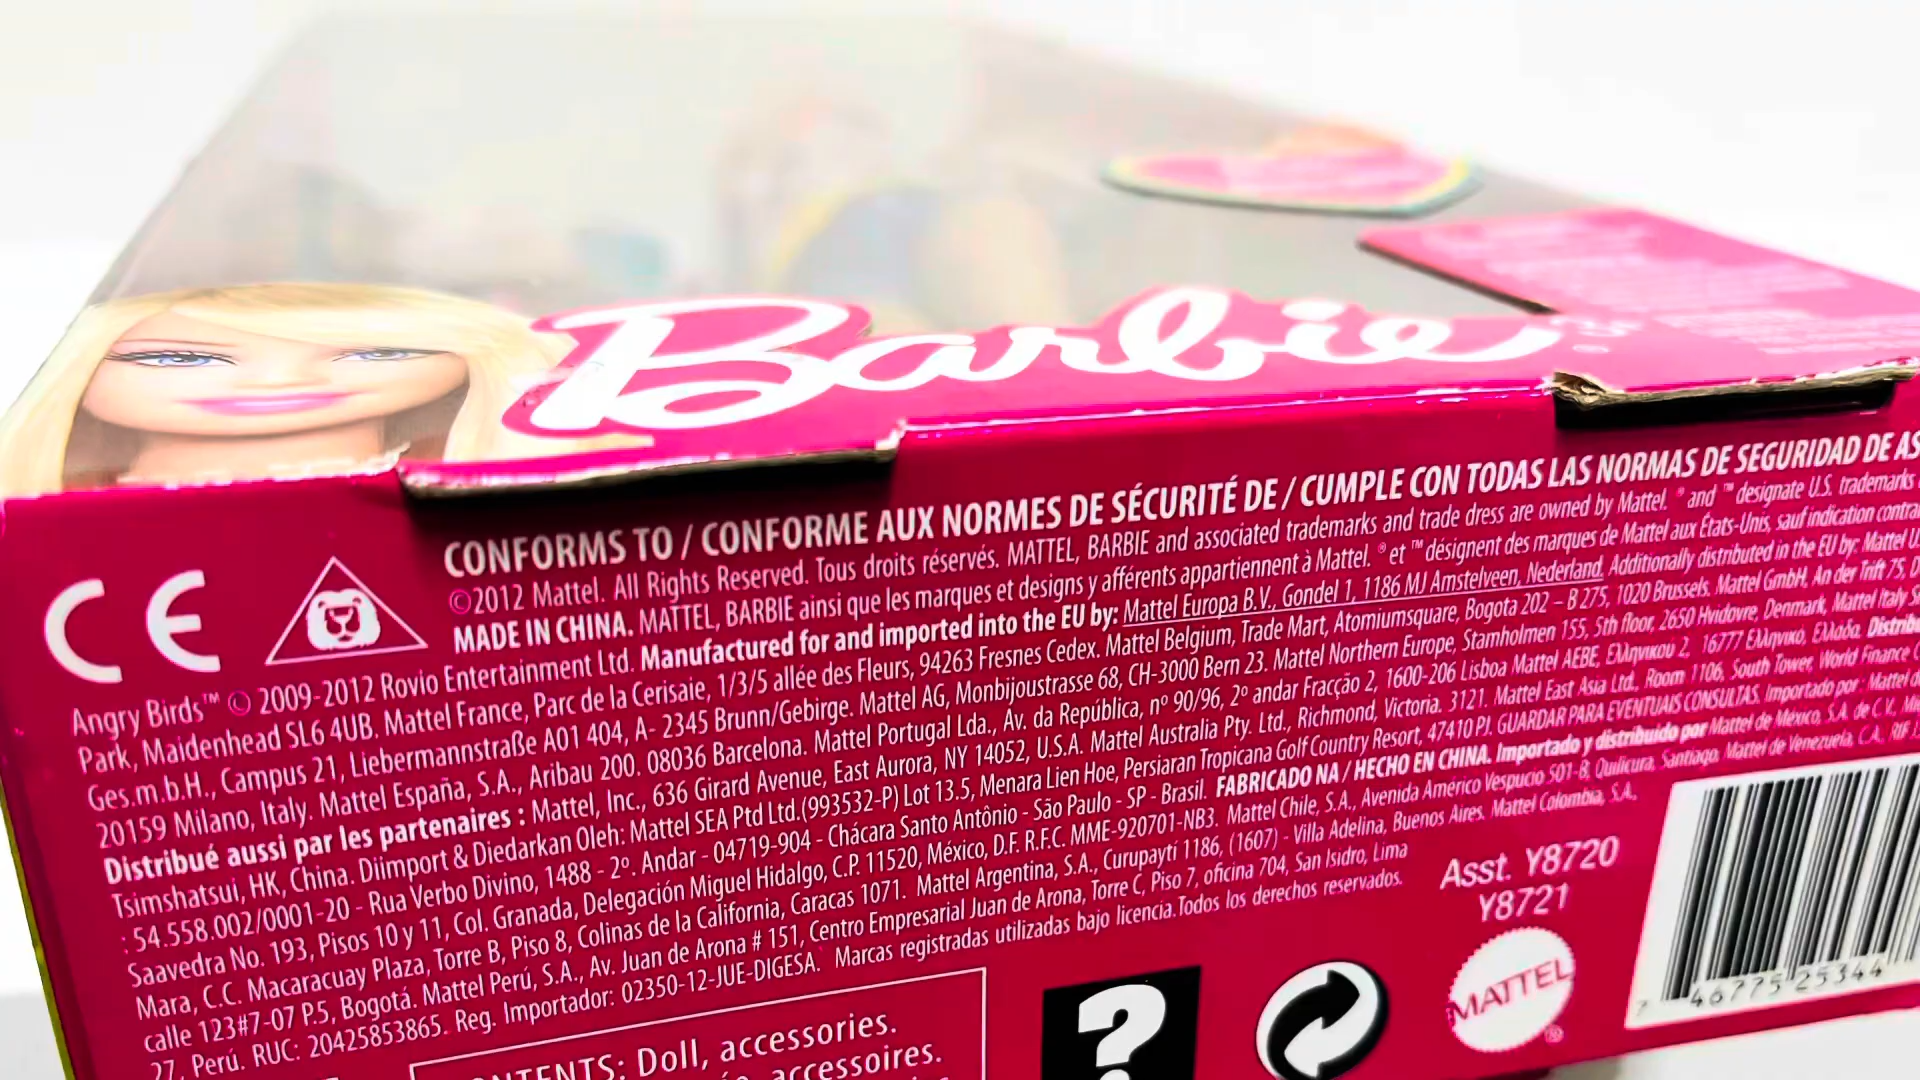 Barbie
CONFORMS TO / CONFORME AUX NORMES DE SÉCURITÉ DE / CUMPLE CON TODAS LAS NORMAS DE SEGURIDAD DE AS
©2012 Mattel. All Rights Reserved. Tous droits réservés. MATTEL, BARBIE and associated trademarks and trade dress are owned by Mattel. ® and ™ designate U.S. trademarks
MADE IN CHINA. MATTEL, BARBIE ainsi que les marques et designs y afférents appartiennent à Mattel. ® et ™ désignent des marques de Mattel aux États-Unis, sauf indication contra
CE
Angry Birds™ © 2009-2012 Rovio Entertainment Ltd. Manufactured for and imported into the EU by: Mattel Europa B.V., Gondel 1, 1186 MJ Amstelveen, Nederland. Additionally distributed in the EU by: Mattel U
Park, Maidenhead SL6 4UB. Mattel France, Parc de la Cerisaie, 1/3/5 allée des Fleurs, 94263 Fresnes Cedex. Mattel Belgium, Trade Mart, Atomiumsquare, Bogota 202 – B 275, 1020 Brussels. Mattel GmbH, An der Trift 75, D
Ges.m.b.H., Campus 21, Liebermannstraße A01 404, A- 2345 Brunn/Gebirge. Mattel AG, Monbijoustrasse 68, CH-3000 Bern 23. Mattel Northern Europe, Stamholmen 155, 5th floor, 2650 Hvidovre, Denmark, Mattel Italy S
20159 Milano, Italy. Mattel España, S.A., Aribau 200. 08036 Barcelona. Mattel Portugal Lda., Av. da República, nº 90/96, 2º andar Fracção 2, 1600-206 Lisboa Mattel AEBE, Ελληνικού 2, 16777 Ελληνικό, Ελλάδα. Distribu
Distribué aussi par les partenaires : Mattel, Inc., 636 Girard Avenue, East Aurora, NY 14052, U.S.A. Mattel Australia Pty. Ltd., Richmond, Victoria. 3121. Mattel East Asia Ltd., Room 1106, South Tower, World Finance C
Tsimshatsui, HK, China. Diimport & Diedarkan Oleh: Mattel SEA Ptd Ltd.(993532-P) Lot 13.5, Menara Lien Hoe, Persiaran Tropicana Golf Country Resort, 47410 PJ. GUARDAR PARA EVENTUAIS CONSULTAS. Importado por : Mattel d
: 54.558.002/0001-20 - Rua Verbo Divino, 1488 - 2º. Andar - 04719-904 - Chácara Santo Antônio - São Paulo - SP - Brasil. FABRICADO NA / HECHO EN CHINA. Importado y distribuido por Mattel de México, S.A. de C.V., Mi
Saavedra No. 193, Pisos 10 y 11, Col. Granada, Delegación Miguel Hidalgo, C.P. 11520, México, D.F. R.F.C. MME-920701-NB3. Mattel Chile, S.A., Avenida Américo Vespucio 501-B, Quilicura, Santiago. Mattel de Venezuela, C.A., RIF J
Mara, C.C. Macaracuay Plaza, Torre B, Piso 8, Colinas de la California, Caracas 1071. Mattel Argentina, S.A., Curupaytí 1186, (1607) - Villa Adelina, Buenos Aires. Mattel Colombia, S.A.,
calle 123#7-07 P.5, Bogotá. Mattel Perú, S.A., Av. Juan de Arona # 151, Centro Empresarial Juan de Arona, Torre C, Piso 7, oficina 704, San Isidro, Lima
27, Perú. RUC: 20425853865. Reg. Importador: 02350-12-JUE-DIGESA. Marcas registradas utilizadas bajo licencia.Todos los derechos reservados.
Asst. Y8720
Y8721
MATTEL
®
7 46775 25344
?
NTENTS: Doll, accessories.
accessoires.